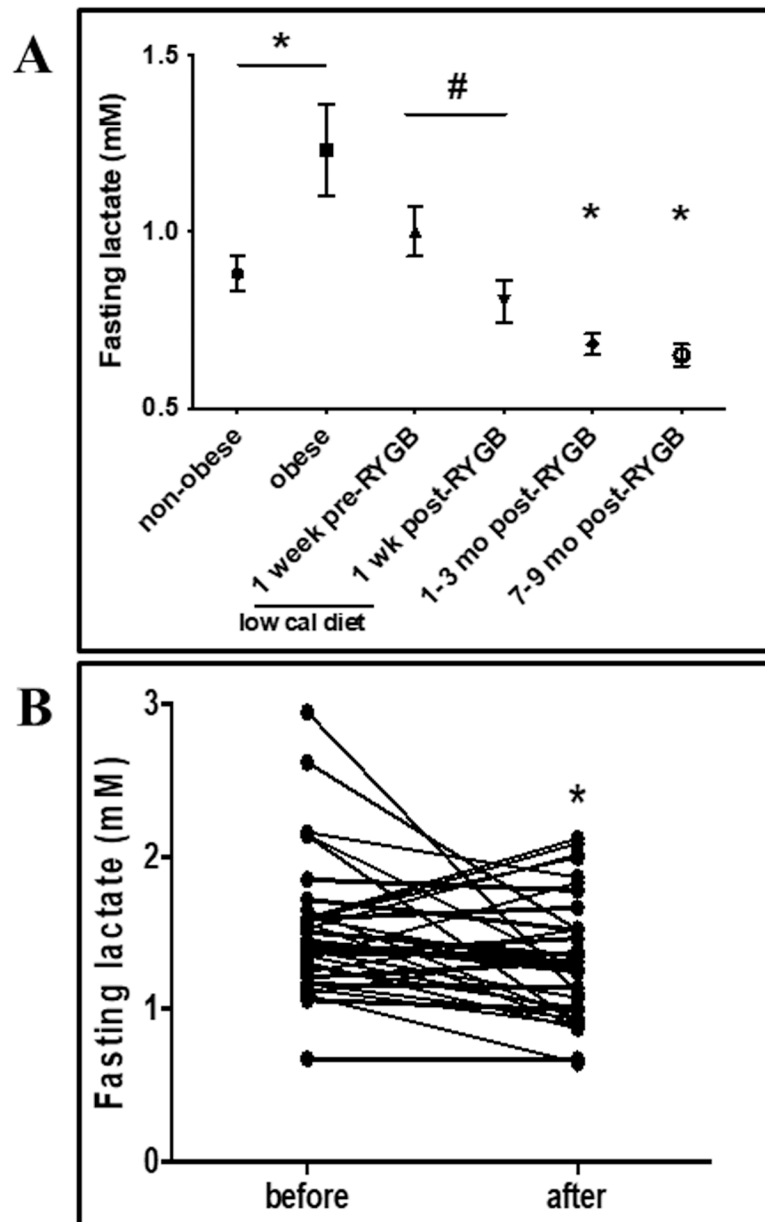 A
Fasting lactate (mM)
1.5
1.0
0.5
*
#
*
*
non-obese
obese
1 week pre-RYGB
1 wk post-RYGB
1-3 mo post-RYGB
7-9 mo post-RYGB
low cal diet
B
Fasting lactate (mM)
3
2
1
0
*
before
after